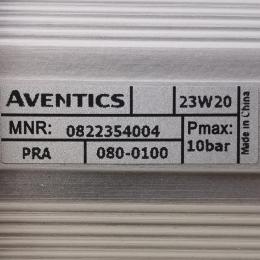 AVENTICS 23W20
MNR: 0822354004 Pmax:
10bar
PRA 080-0100
Made in China